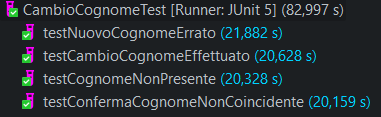 CambioCognomeTest [Runner: JUnit 5] (82,997 s)
testNuovoCognomeErrato (21,882 s)
testCambioCognomeEffettuato (20,628 s)
testCognomeNonPresente (20,328 s)
testConfermaCognomeNonCoincidente (20,159 s)